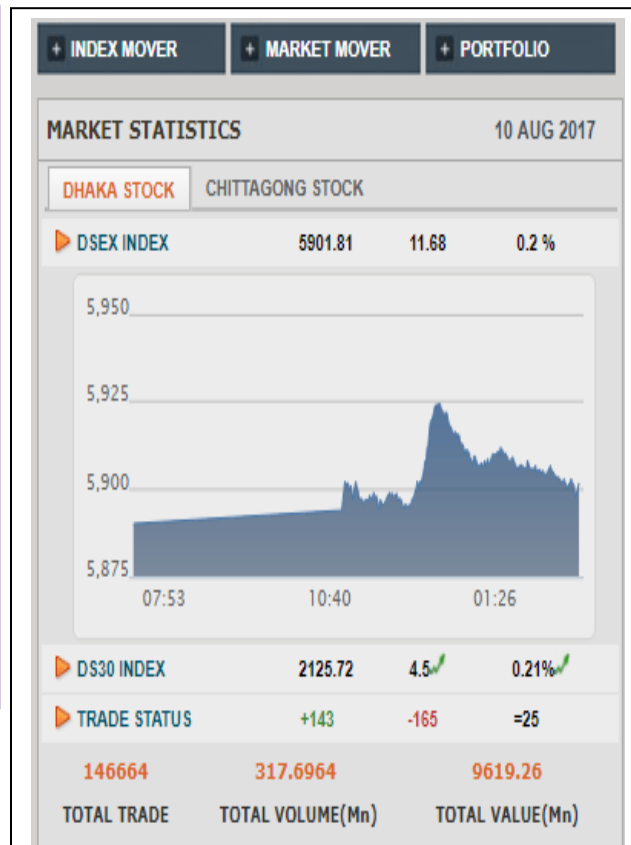 + INDEX MOVER + MARKET MOVER + PORTFOLIO
MARKET STATISTICS 10 AUG 2017
DHAKA STOCK CHITTAGONG STOCK
DSEX INDEX 5901.81 11.68 0.2 %
5,950
5,925
5,900
5,875
07:53 10:40 01:26
DS30 INDEX 2125.72 4.5 0.21%
TRADE STATUS +143 -165 =25
146664 317.6964 9619.26
TOTAL TRADE TOTAL VOLUME(Mn) TOTAL VALUE(Mn)